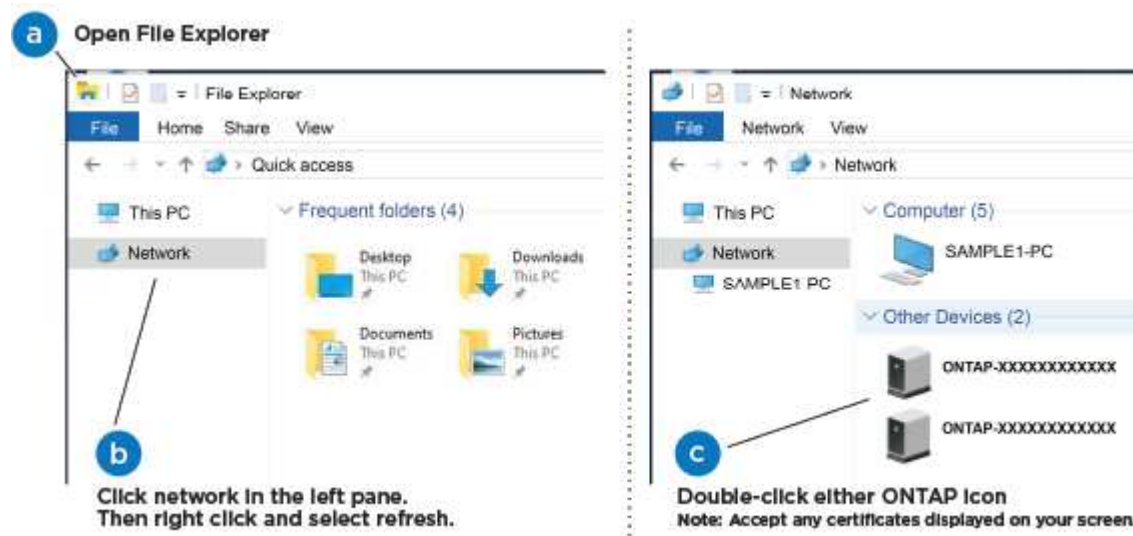 a Open File Explorer
File Explorer
File Home Share View
Quick access
This PC
Network
Frequent folders (4)
Desktop
This PC
Downloads
This PC
Documents
This PC
Pictures
This PC
b
Click network in the left pane.
Then right click and select refresh.
Network
File Network View
Network
This PC
Network
SAMPLE1 PC
Computer (5)
SAMPLE1-PC
Other Devices (2)
ONTAP-XXXXXXXXXXXX
ONTAP-XXXXXXXXXXXX
c
Double-click either ONTAP icon
Note: Accept any certificates displayed on your screen